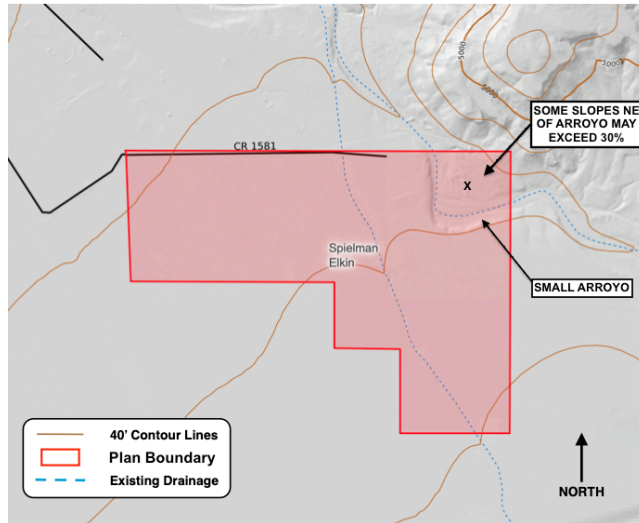 5000
5000
5000
SOME SLOPES NE
OF ARROYO MAY
EXCEED 30%
CR 1581
X
Spielman
Elkin
SMALL ARROYO
40' Contour Lines
Plan Boundary
Existing Drainage
NORTH